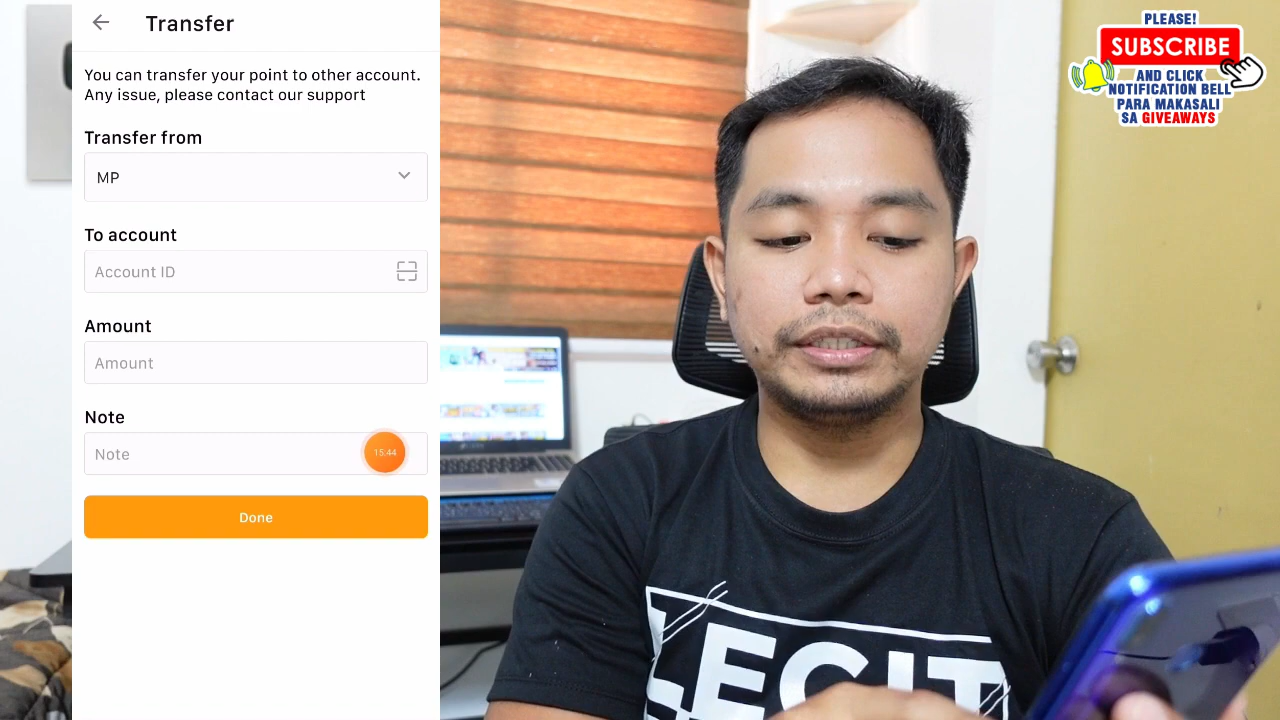 Transfer
You can transfer your point to other account.
Any issue, please contact our support
Transfer from
MP
To account
Account ID
Amount
Amount
Note
Note
15:44
Done
PLEASE!
SUBSCRIBE
AND CLICK
NOTIFICATION BELL
PARA MAKASALI
SA GIVEAWAYS
LEGIT